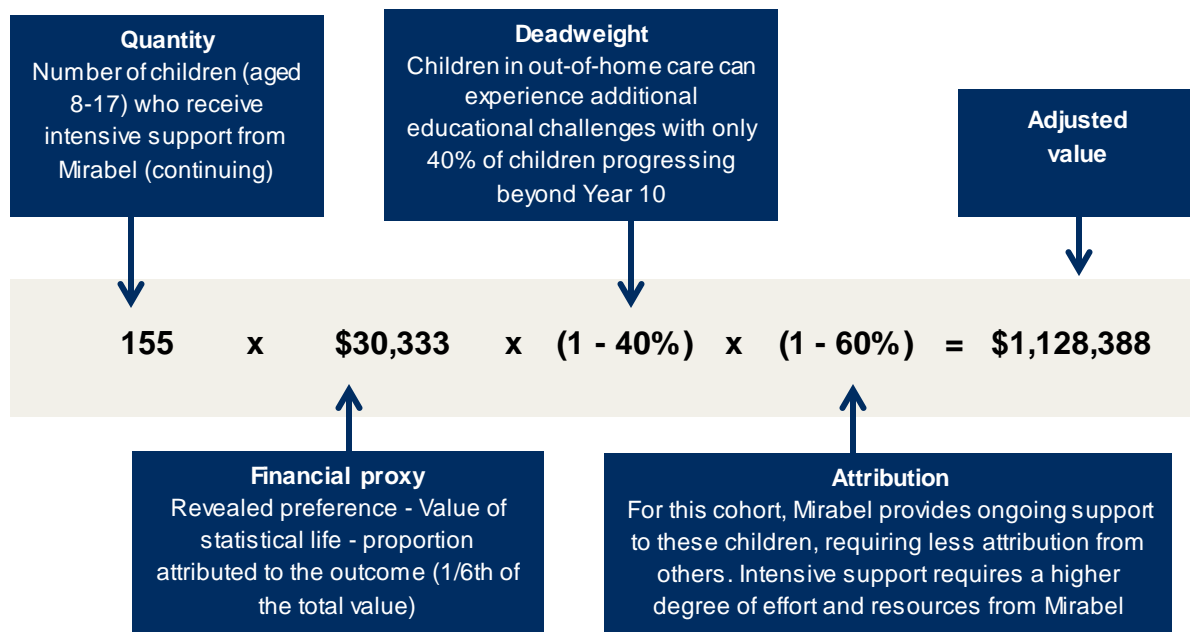 Quantity
Number of children (aged
8-17) who receive
intensive support from
Mirabel (continuing)
Deadweight
Children in out-of-home care can
experience additional
educational challenges with only
40% of children progressing
beyond Year 10
Adjusted
value
155 x $30,333 x (1 - 40%) x (1 - 60%) = $1,128,388
Financial proxy
Revealed preference - Value of
statistical life - proportion
attributed to the outcome (1/6th of
the total value)
Attribution
For this cohort, Mirabel provides ongoing support
to these children, requiring less attribution from
others. Intensive support requires a higher
degree of effort and resources from Mirabel